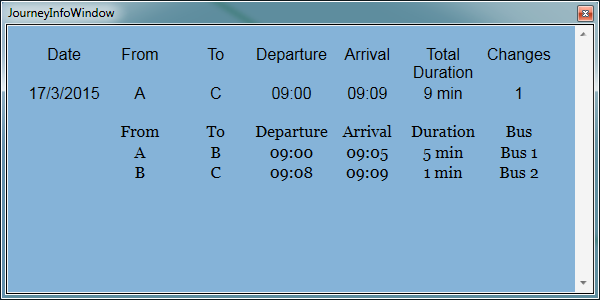 JourneyInfoWindow
Date From To Departure Arrival Total Duration Changes
17/3/2015 A C 09:00 09:09 9 min 1
From To Departure Arrival Duration Bus
A B 09:00 09:05 5 min Bus 1
B C 09:08 09:09 1 min Bus 2